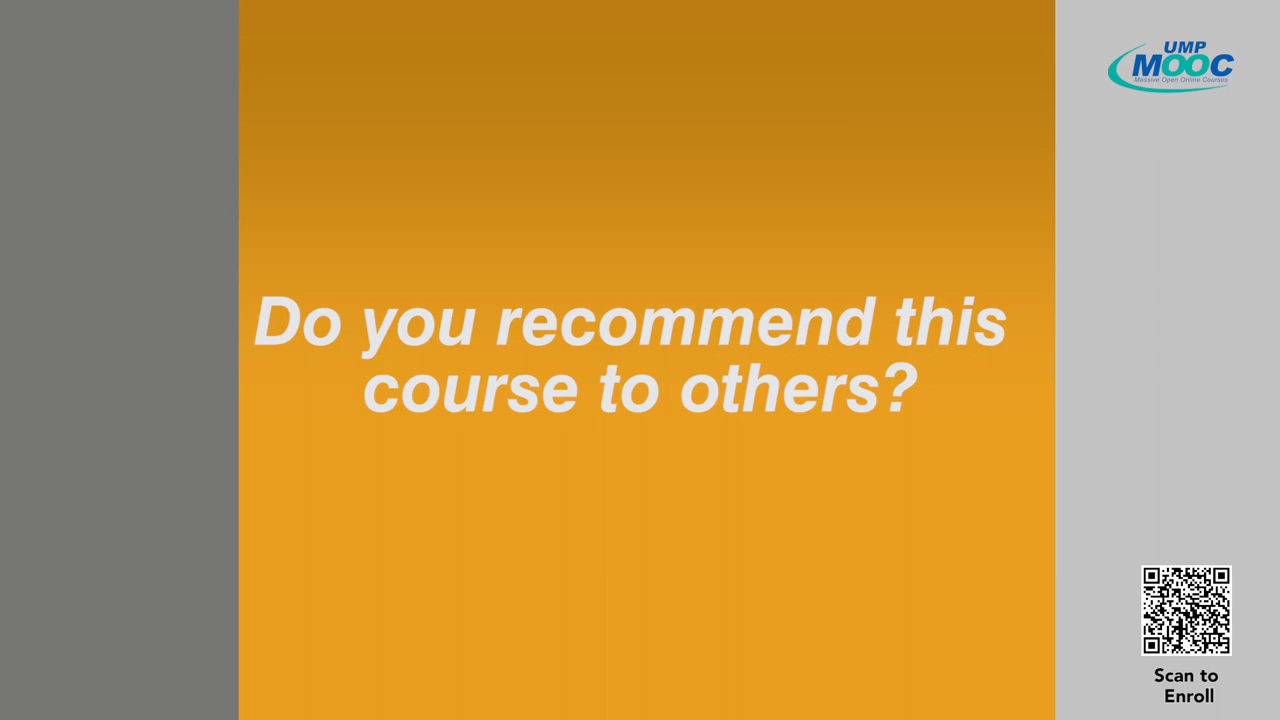 Do you recommend this
course to others?
UMP
MOOC
Massive Open Online Courses
Scan to
Enroll